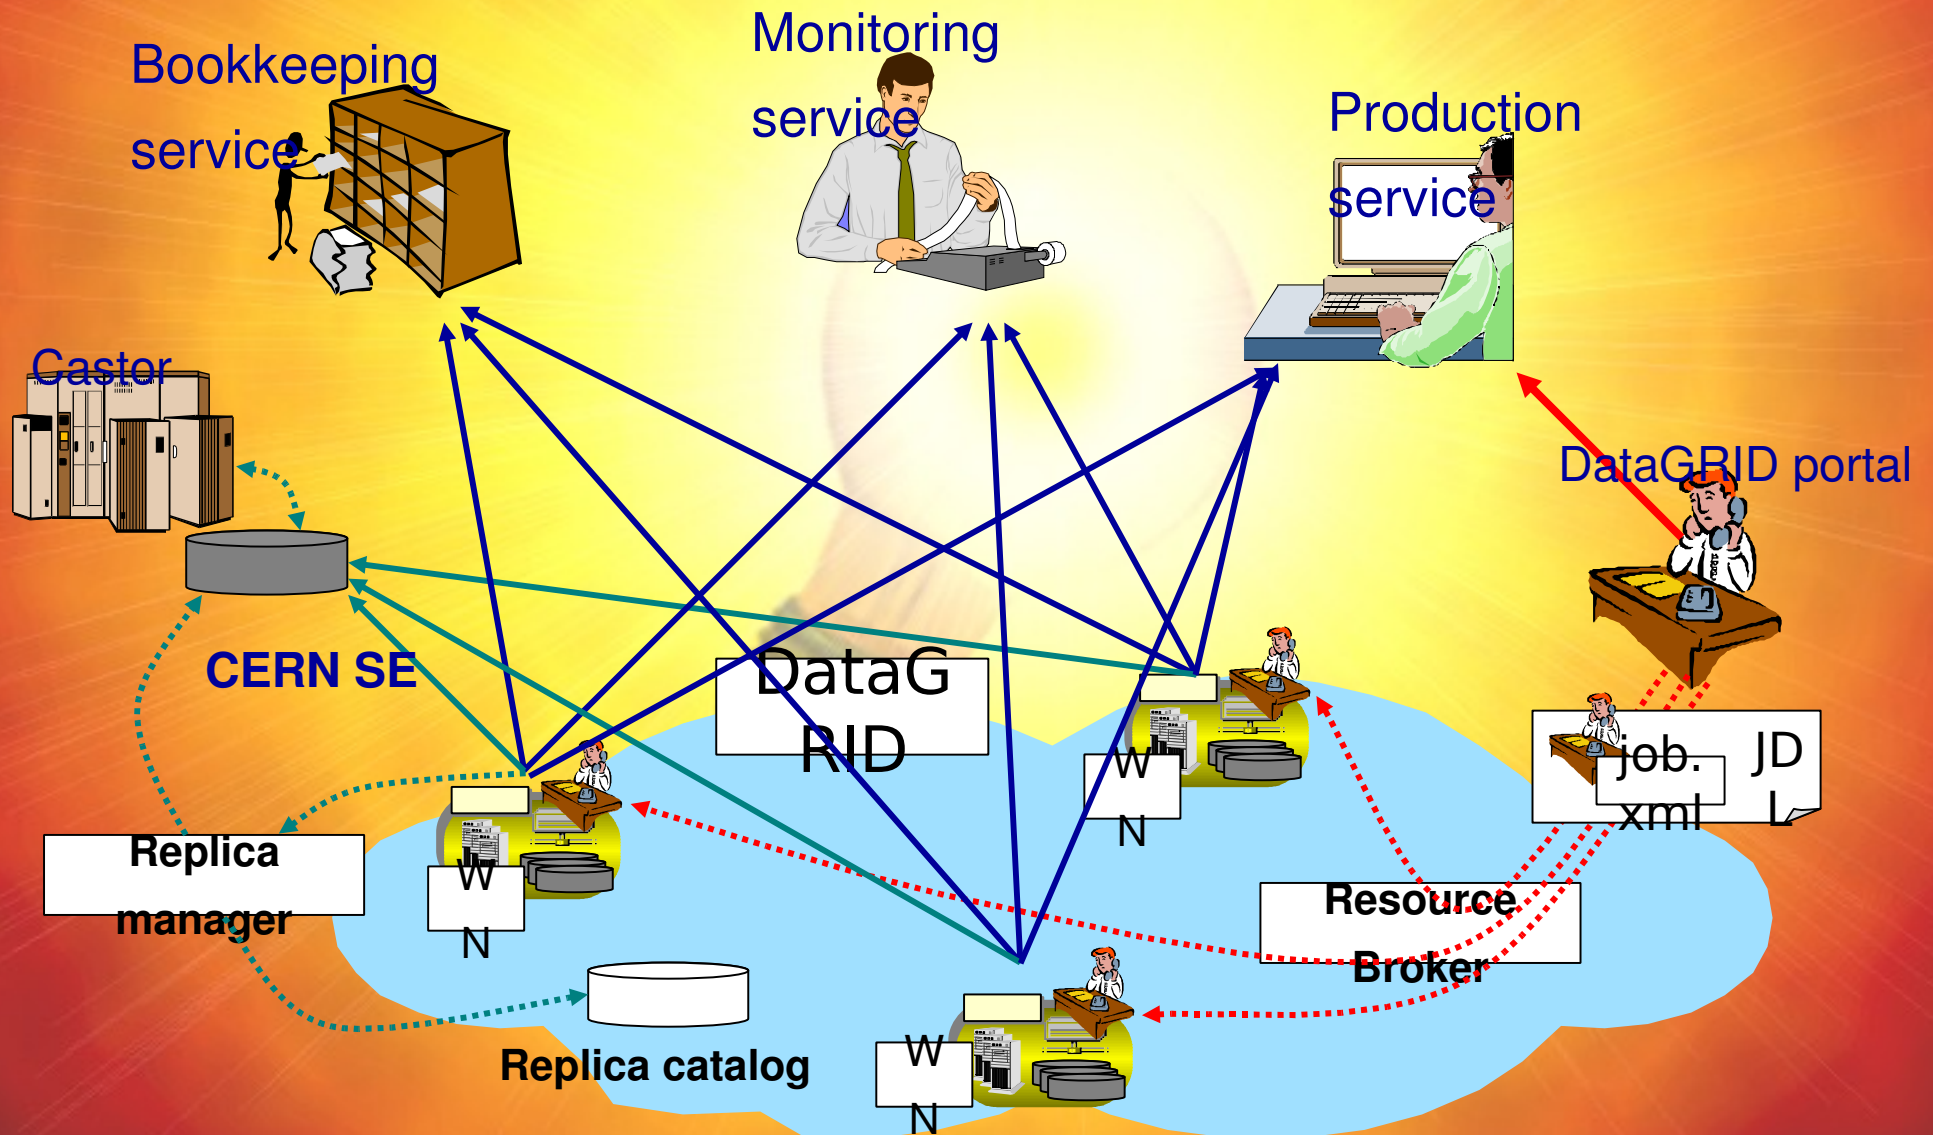 Monitoring
service
Bookkeeping
service
Production
service
Castor
DataGRID portal
CERN SE
DataG
RID
W
N
job.
xml
JD
L
Replica
manager
W
N
Resource
Broker
Replica catalog
W
N